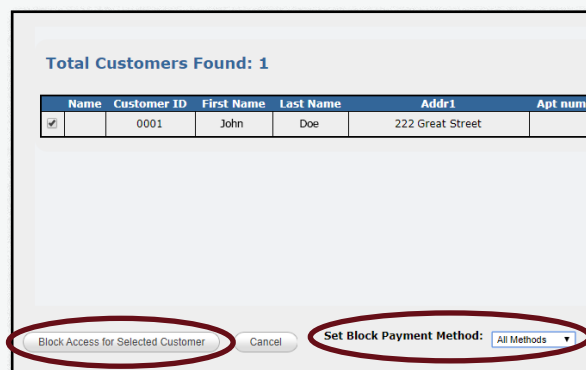 Total Customers Found: 1
Name Customer ID First Name Last Name Addr1 Apt num
0001 John Doe 222 Great Street
Block Access for Selected Customer Cancel Set Block Payment Method: All Methods